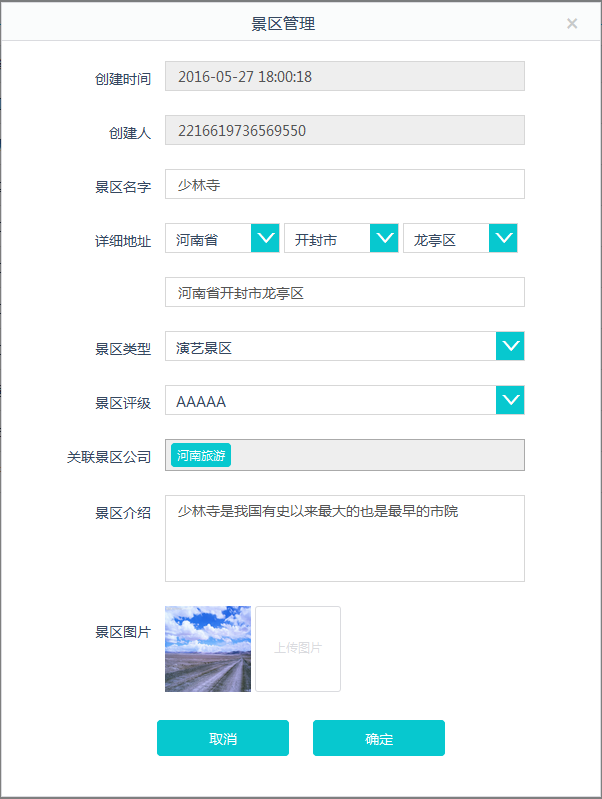 景区管理 ×
创建时间 2016-05-27 18:00:18
创建人 2216619736569550
景区名字 少林寺
详细地址 河南省 开封市 龙亭区
河南省开封市龙亭区
景区类型 演艺景区
景区评级 AAAAA
关联景区公司 河南旅游
景区介绍 少林寺是我国有史以来最大的也是最早的市院
景区图片 上传图片
取消 确定